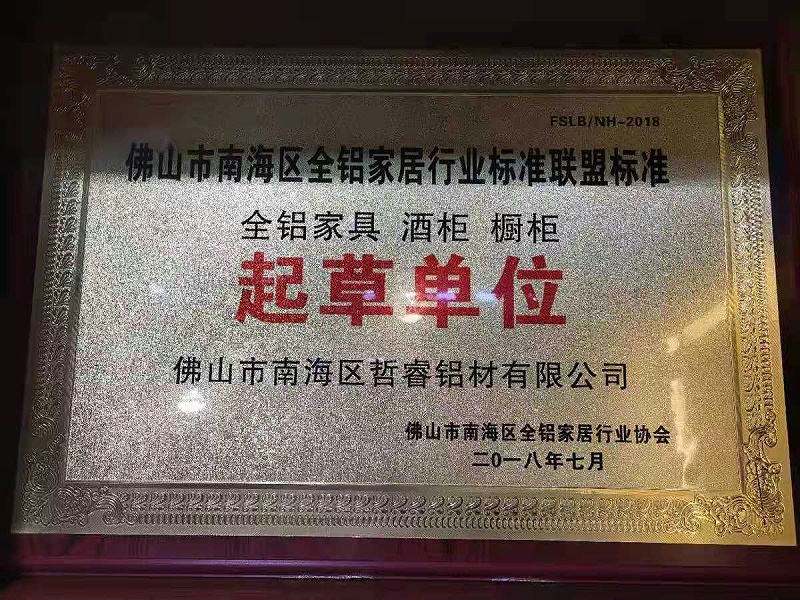 FSLB/NH-2018
佛山市南海区全铝家居行业标准联盟标准
全铝家具 酒柜 橱柜
起草单位
佛山市南海区哲睿铝材有限公司
佛山市南海区全铝家居行业协会
二0一八年七月